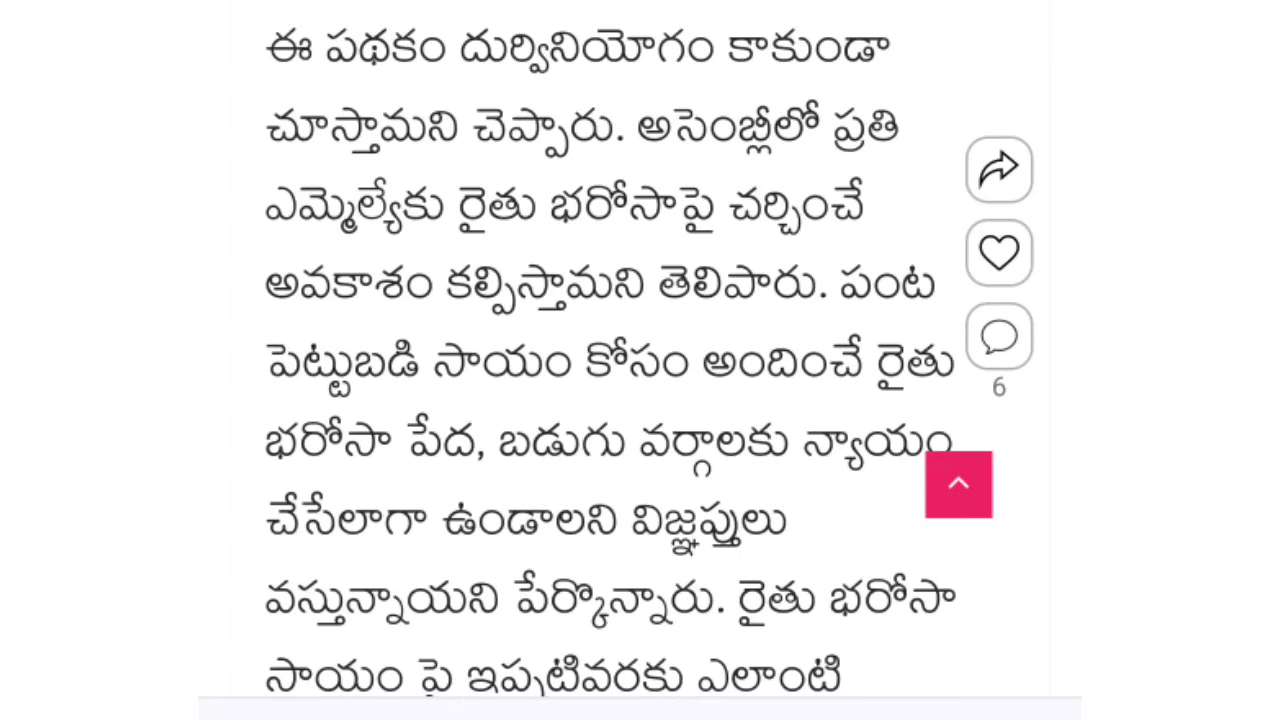 ఈ పథకం దుర్వినియోగం కాకుండా
చూస్తామని చెప్పారు. అసెంబ్లీలో ప్రతి
ఎమ్మెల్యేకు రైతు భరోసాపై చర్చించే
అవకాశం కల్పిస్తామని తెలిపారు. పంట
పెట్టుబడి సాయం కోసం అందించే రైతు
6
భరోసా పేద, బడుగు వర్గాలకు న్యాయం
చేసేలాగా ఉండాలని విజ్ఞప్తులు
వస్తున్నాయని పేర్కొన్నారు. రైతు భరోసా
సాయం పై ఇప్పటివరకు ఎలాంటి